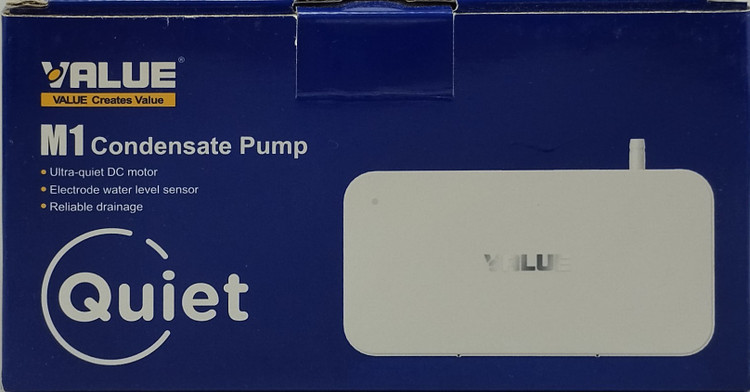 VALUE®
VALUE Creates Value
M1 Condensate Pump
• Ultra-quiet DC motor
• Electrode water level sensor
• Reliable drainage
Quiet
VALUE